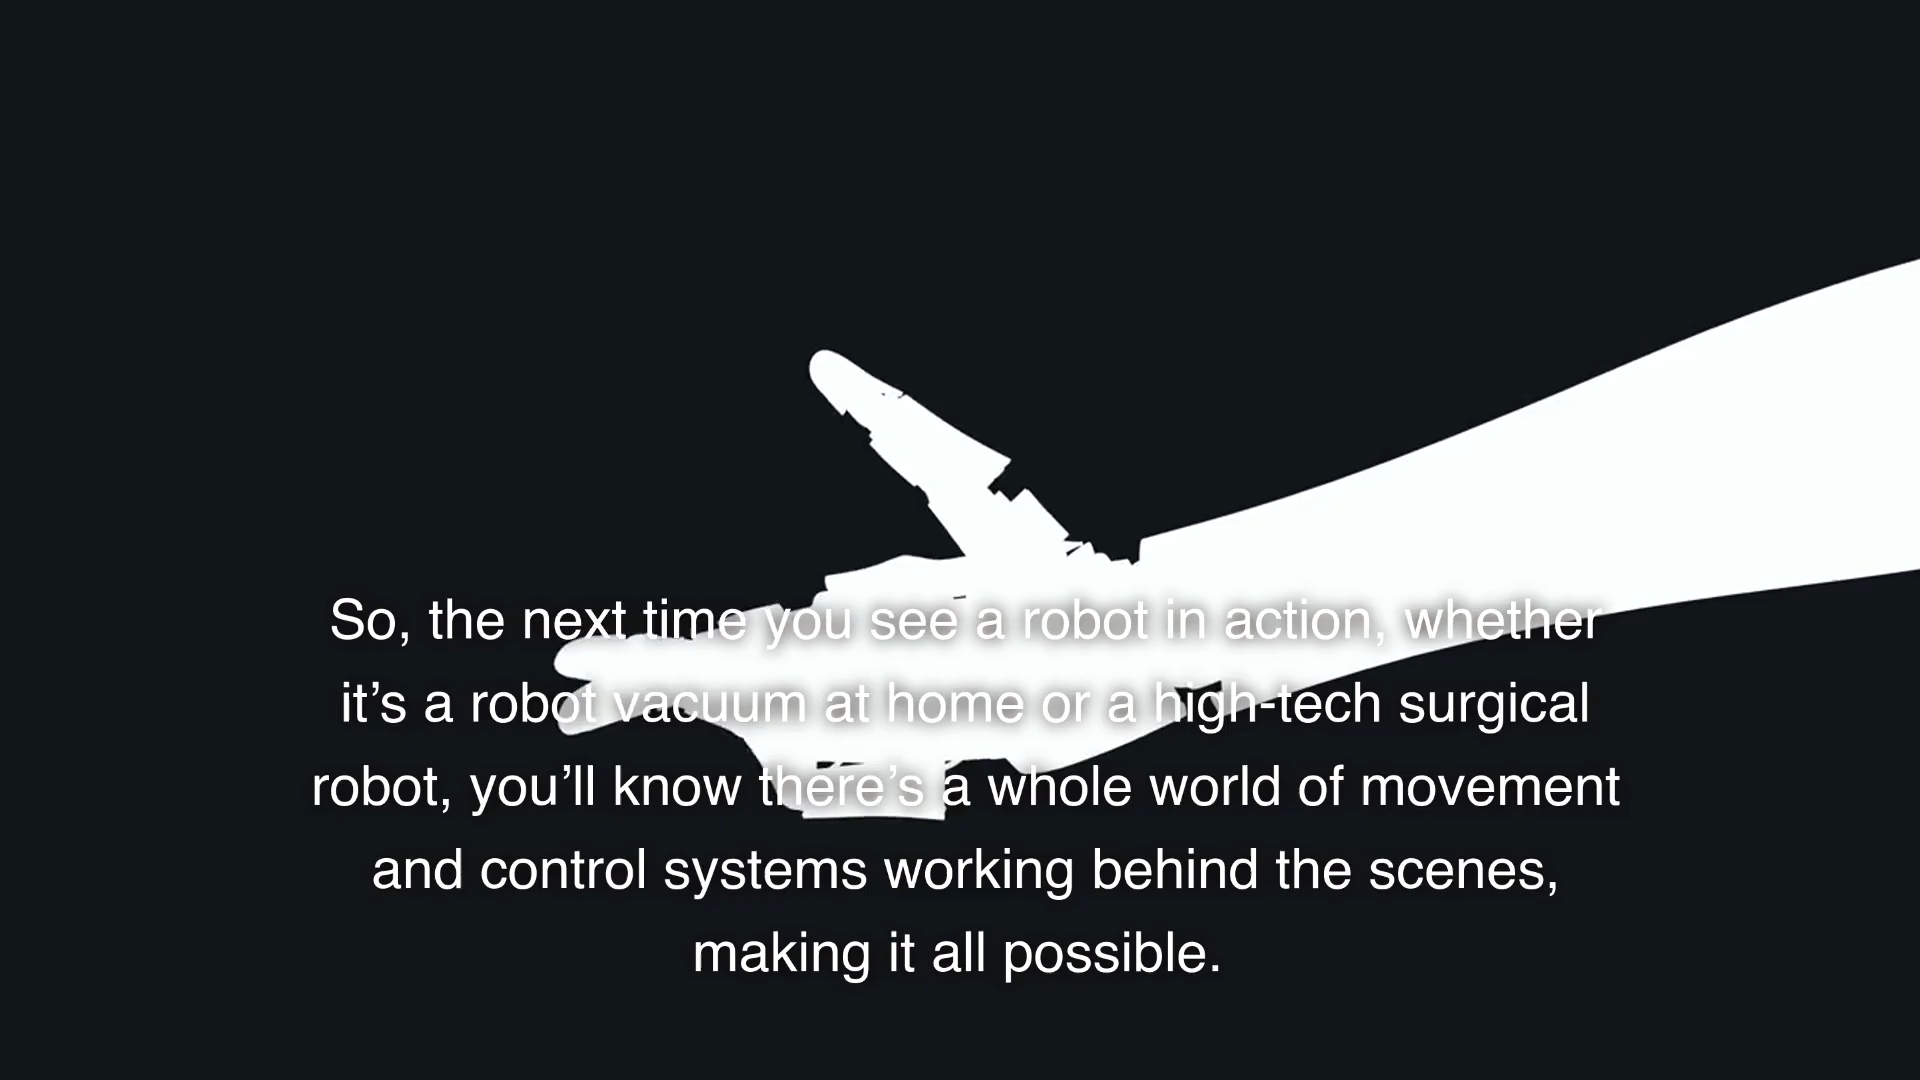 So, the next time you see a robot in action, whether
it’s a robot vacuum at home or a high-tech surgical
robot, you’ll know there’s a whole world of movement
and control systems working behind the scenes,
making it all possible.